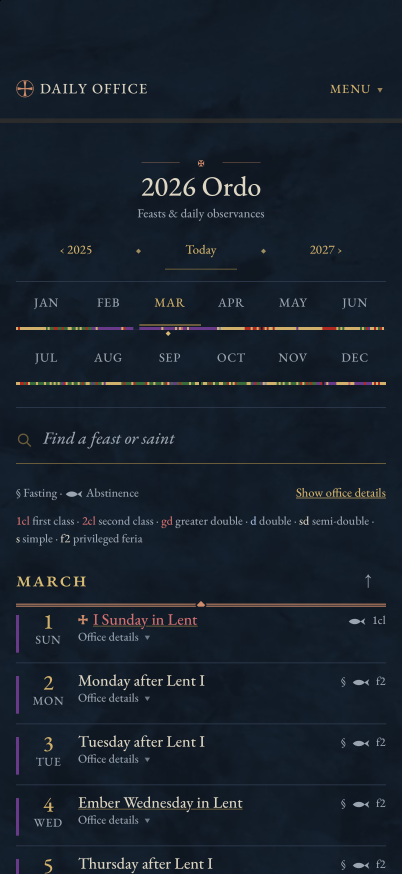 DAILY OFFICE MENU ▼
2026 Ordo
Feasts & daily observances
‹ 2025 ◆ Today ◆ 2027 ›
JAN FEB MAR APR MAY JUN
JUL AUG SEP OCT NOV DEC
Find a feast or saint
§ Fasting · Abstinence Show office details
1cl first class · 2cl second class · gd greater double · d double · sd semi-double ·
s simple · f2 privileged feria
MARCH ↑
1 ✠ I Sunday in Lent 1cl
SUN Office details ▼
2 Monday after Lent I § f2
MON Office details ▼
3 Tuesday after Lent I § f2
TUE Office details ▼
4 Ember Wednesday in Lent § f2
WED Office details ▼
5 Thursday after Lent I § f2